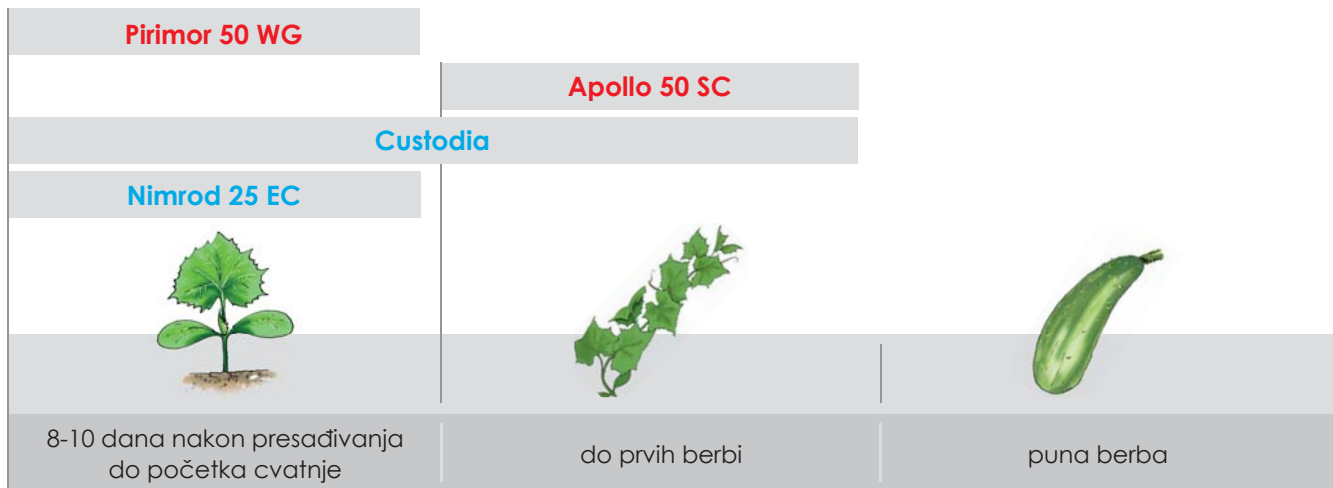 Pirimor 50 WG
Apollo 50 SC
Custodia
Nimrod 25 EC
8-10 dana nakon presađivanja
do početka cvatnje
do prvih berbi
puna berba